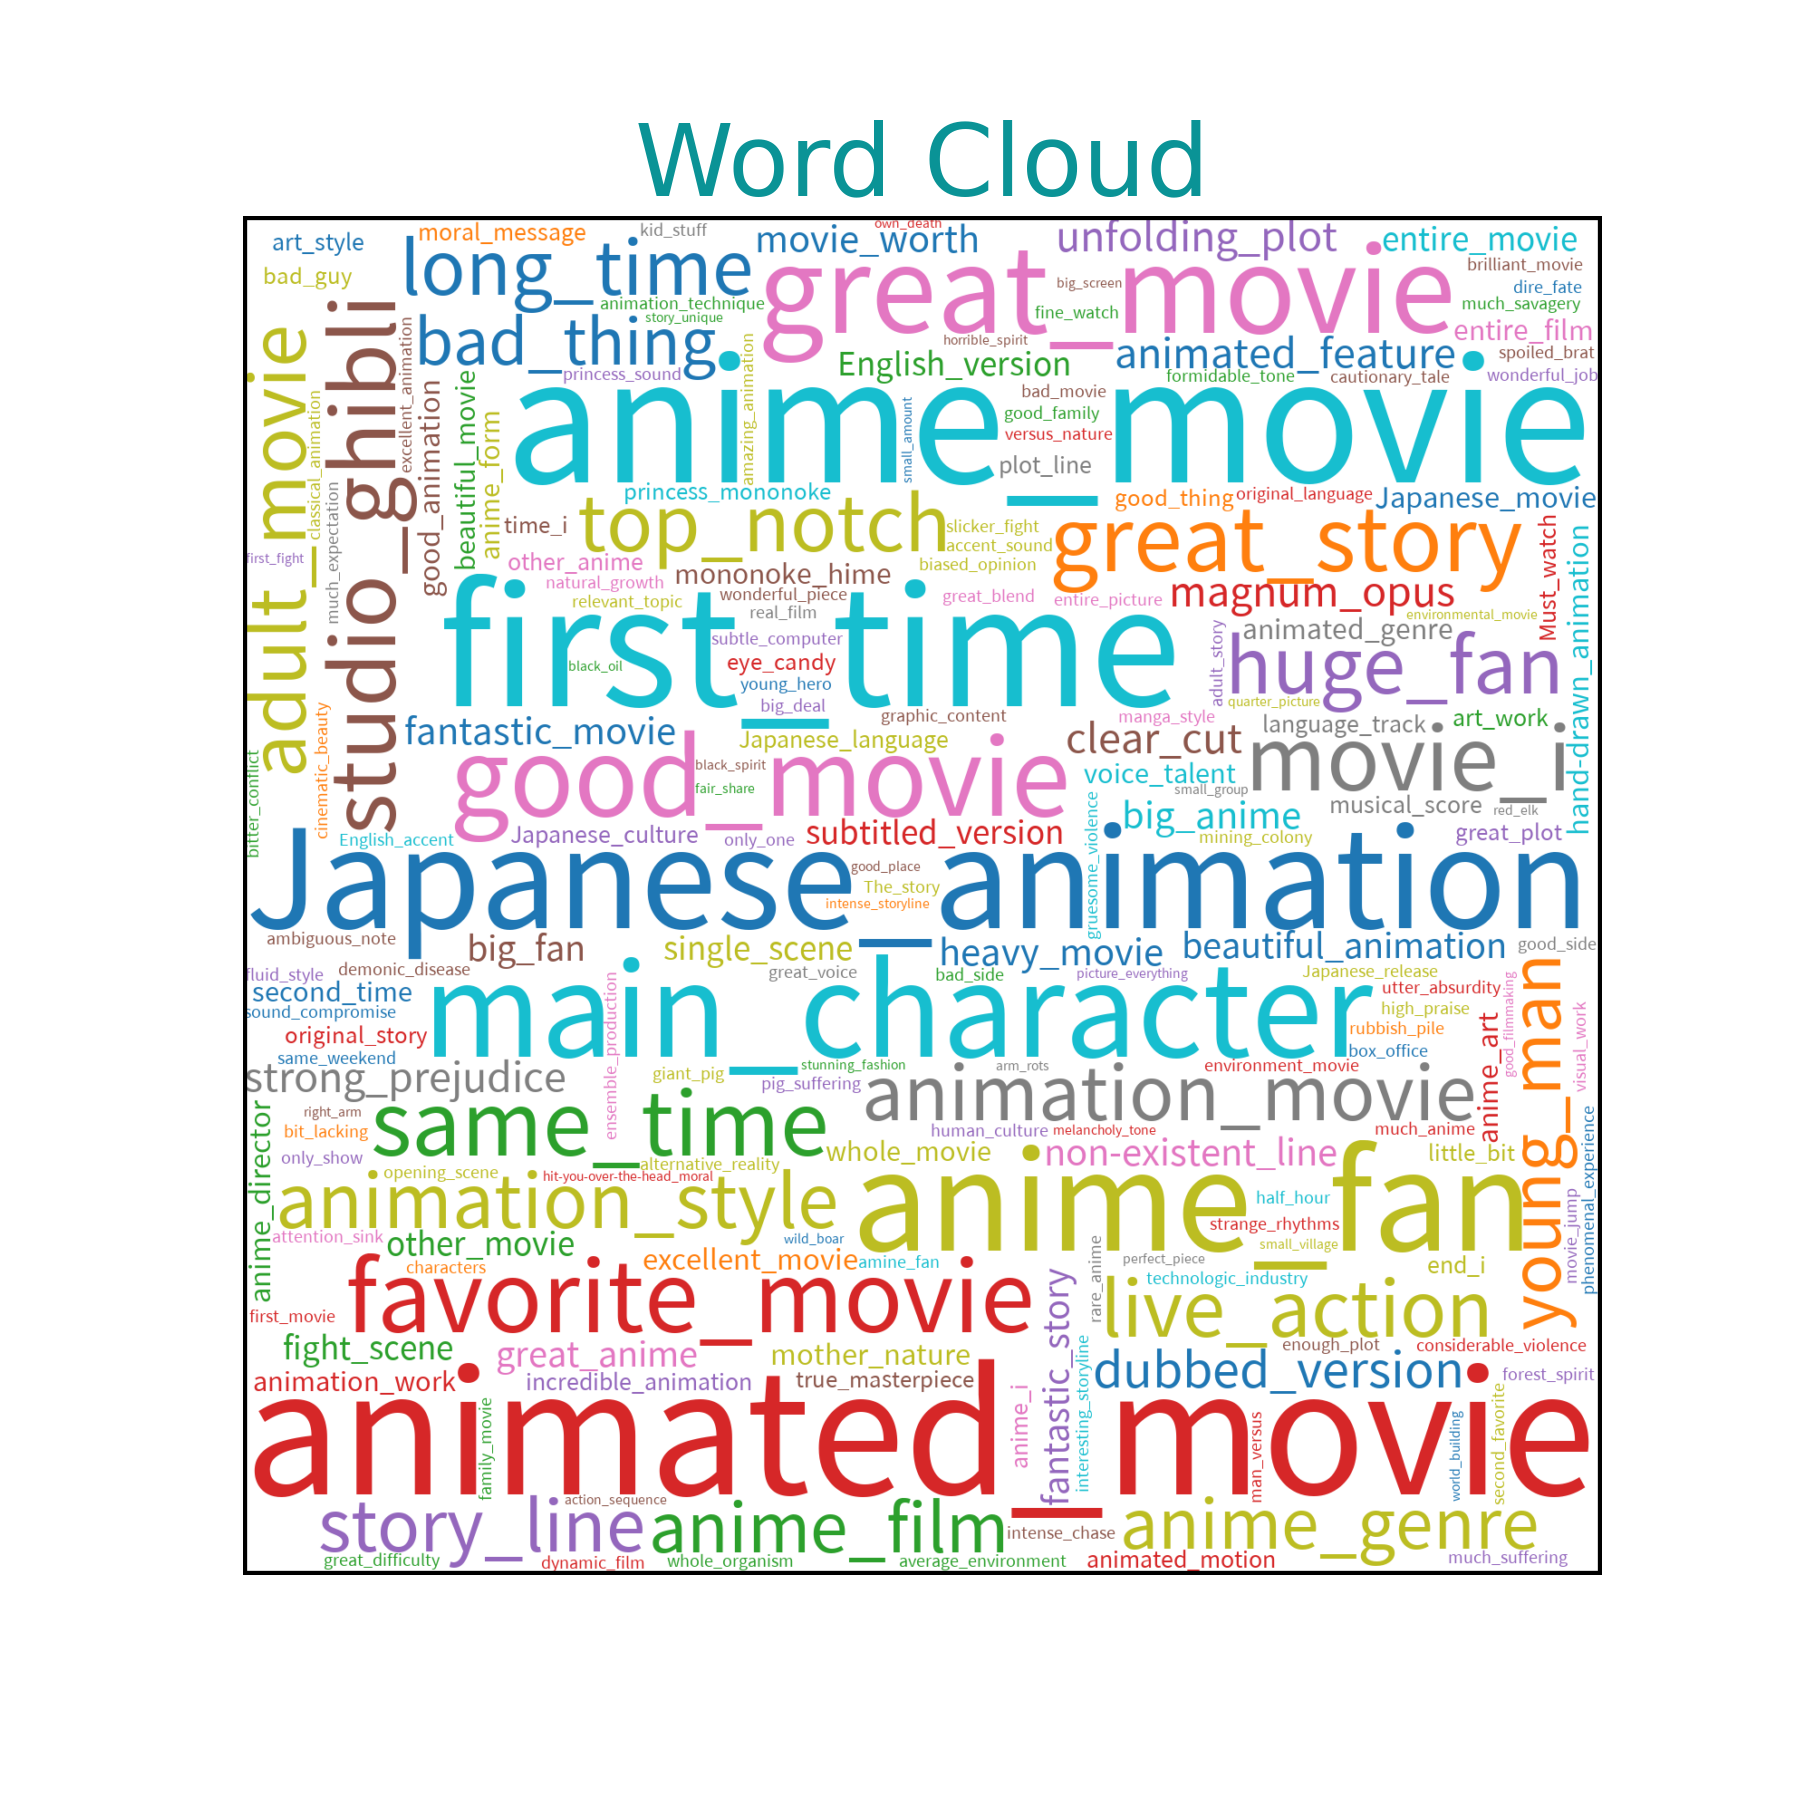 Word Cloud
own_death
art_style
moral_message
kid_stuff
movie_worth
unfolding_plot
entire_movie
bad_guy
long_time
great_movie
brilliant_movie
big_screen
dire_fate
animation_technique
much_savagery
story_unique
fine_watch
entire_film
studio_ghibli
adult_movie
excellent_animation
bad_thing
horrible_spirit
animated_feature
spoiled_brat
English_version
princess_sound
formidable_tone
cautionary_tale
wonderful_job
classical_animation
good_animation
beautiful_movie
anime_form
amazing_animation
anime_movie
small_amount
bad_movie
good_family
versus_nature
plot_line
princess_mononoke
good_thing
original_language
Japanese_movie
much_expectation
time_i
top_notch
slicker_fight
accent_sound
great_story
Must_watch
hand-drawn_animation
first_fight
other_anime
biased_opinion
mononoke_hime
natural_growth
wonderful_piece
great_blend
entire_picture
magnum_opus
relevant_topic
real_film
environmental_movie
first_time
animated_genre
subtle_computer
adult_story
huge_fan
black_oil
eye_candy
young_hero
big_deal
quarter_picture
cinematic_beauty
graphic_content
manga_style
language_track
art_work
fantastic_movie
Japanese_language
clear_cut
movie_i
bitter_conflict
good_movie
black_spirit
voice_talent
fair_share
small_group
gruesome_violence
musical_score
red_elk
big_anime
English_accent
Japanese_culture
only_one
subtitled_version
mining_colony
great_plot
Japanese_animation
good_place
The_story
intense_storyline
ambiguous_note
big_fan
single_scene
heavy_movie
beautiful_animation
good_side
fluid_style
demonic_disease
great_voice
bad_side
picture_everything
Japanese_release
second_time
ensemble_production
main_character
utter_absurdity
good_filmmaking
young_man
sound_compromise
high_praise
visual_work
original_story
rubbish_pile
anime_art
same_weekend
box_office
stunning_fashion
arm_rots
environment_movie
strong_prejudice
giant_pig
pig_suffering
animation_movie
anime_director
right_arm
same_time
bit_lacking
human_culture
melancholy_tone
much_anime
phenomenal_experience
only_show
whole_movie
non-existent_line
little_bit
opening_scene
alternative_reality
hit-you-over-the-head_moral
animation_style
anime_fan
half_hour
movie_jump
strange_rhythms
attention_sink
other_movie
wild_boar
small_village
rare_anime
excellent_movie
amine_fan
perfect_piece
characters
end_i
favorite_movie
fantastic_story
technologic_industry
live_action
first_movie
fight_scene
great_anime
mother_nature
interesting_storyline
enough_plot
considerable_violence
animation_work
incredible_animation
true_masterpiece
dubbed_version
forest_spirit
family_movie
animated_movie
anime_i
man_versus
world_building
second_favorite
action_sequence
story_line
anime_film
intense_chase
anime_genre
great_difficulty
dynamic_film
whole_organism
average_environment
animated_motion
much_suffering